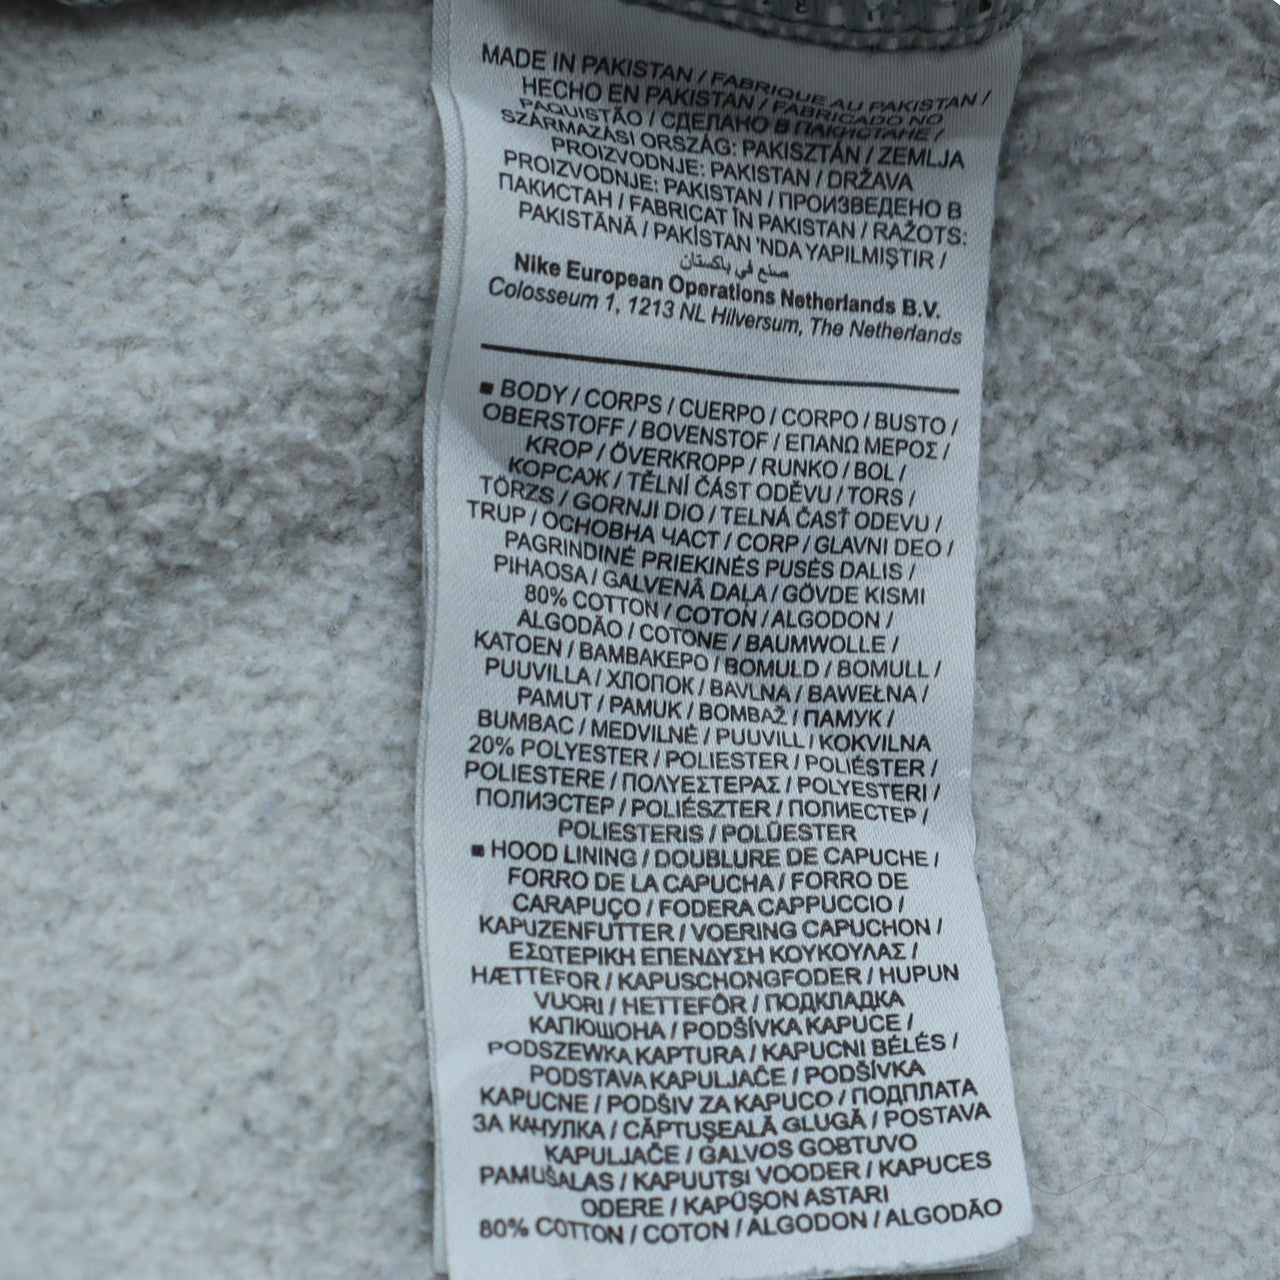 MADE IN PAKISTAN / FABRIQUE AU PAKISTAN /
HECHO EN PAKISTAN / FABRICADO NO
PAQUISTÃO / СДЕЛАНО В ПАКИСТАНЕ /
SZÁRMAZÁSI ORSZÁG: PAKISZTÁN / ZEMLJA
PROIZVODNJE: PAKISTAN / DRŽAVA
PROIZVODNJE: PAKISTAN / ПРОИЗВЕДЕНО В
ПАКИСТАН / FABRICAT ÎN PAKISTAN / RAŽOTS:
PAKISTĀNĀ / PAKİSTAN 'NDA YAPILMIŞTIR /
صنع في باكستان
Nike European Operations Netherlands B.V.
Colosseum 1, 1213 NL Hilversum, The Netherlands
■ BODY / CORPS / CUERPO / CORPO / BUSTO /
OBERSTOFF / BOVENSTOF / ΕΠΑΝΩ ΜΕΡΟΣ /
KROP / ÖVERKROPP / RUNKO / BOL /
КОРСАЖ / TĚLNÍ ČÁST ODĚVU / TORS /
TÖRZS / GORNJI DIO / TELNÁ ČASŤ ODEVU /
TRUP / ОСНОВНА ЧАСТ / CORP / GLAVNI DEO /
PAGRINDINĖ PRIEKINĖS PUSĖS DALIS /
PIHAOSA / GALVENĀ DAĻA / GÖVDE KISMI
80% COTTON / COTON / ALGODON /
ALGODÃO / COTONE / BAUMWOLLE /
KATOEN / ΒΑΜΒΑΚΕΡΟ / BOMULD / BOMULL /
PUUVILLA / ХЛОПОК / BAVLNA / BAWEŁNA /
PAMUT / PAMUK / BOMBAŽ / ПАМУК /
BUMBAC / MEDVILNĖ / PUUVILL / KOKVILNA
20% POLYESTER / POLIESTER / POLIÉSTER /
POLIESTERE / ΠΟΛΥΕΣΤΕΡΑΣ / POLYESTERI /
ПОЛИЭСТЕР / POLIÉSZTER / ПОЛИЕСТЕР /
POLIESTERIS / POLÜESTER
■ HOOD LINING / DOUBLURE DE CAPUCHE /
FORRO DE LA CAPUCHA / FORRO DE
CARAPUÇO / FODERA CAPPUCCIO /
KAPUZENFUTTER / VOERING CAPUCHON /
ΕΣΩΤΕΡΙΚΗ ΕΠΕΝΔΥΣΗ ΚΟΥΚΟΥΛΑΣ /
HÆTTEFOR / KAPUSCHONGFODER / HUPUN
VUORI / HETTEFÔR / ПОДКЛАДКА
КАПЮШОНА / PODŠÍVKA KAPUCE /
PODSZEWKA KAPTURA / KAPUCNI BÉLÉS /
PODSTAVA KAPULJAČE / PODŠÍVKA
KAPUCNE / PODŠIV ZA KAPUCO / ПОДПЛАТА
ЗА КАЧУЛКА / CĂPTUŞEALĂ GLUGĂ / POSTAVA
KAPULJAČE / GALVOS GOBTUVO
PAMUŠALAS / KAPUUTSI VOODER / KAPUCES
ODERE / KAPÜŞON ASTARI
80% COTTON / COTON / ALGODON / ALGODÃO